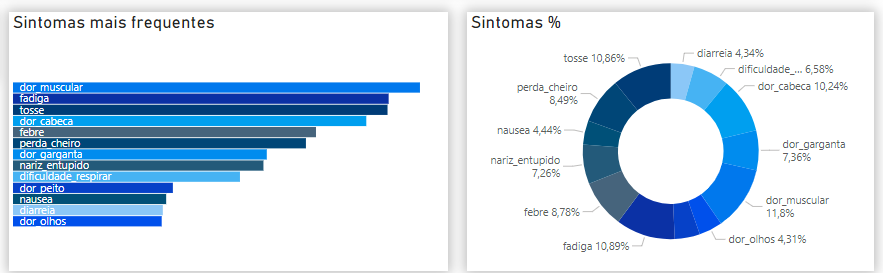 Sintomas mais frequentes
dor_muscular
fadiga
tosse
dor_cabeca
febre
perda_cheiro
dor_garganta
nariz_entupido
dificuldade_respirar
dor_peito
nausea
diarreia
dor_olhos
Sintomas %
diarreia 4,34%
dificuldade_... 6,58%
dor_cabeca 10,24%
dor_garganta
7,36%
dor_muscular
11,8%
dor_olhos 4,31%
fadiga 10,89%
febre 8,78%
nariz_entupido
7,26%
nausea 4,44%
perda_cheiro
8,49%
tosse 10,86%